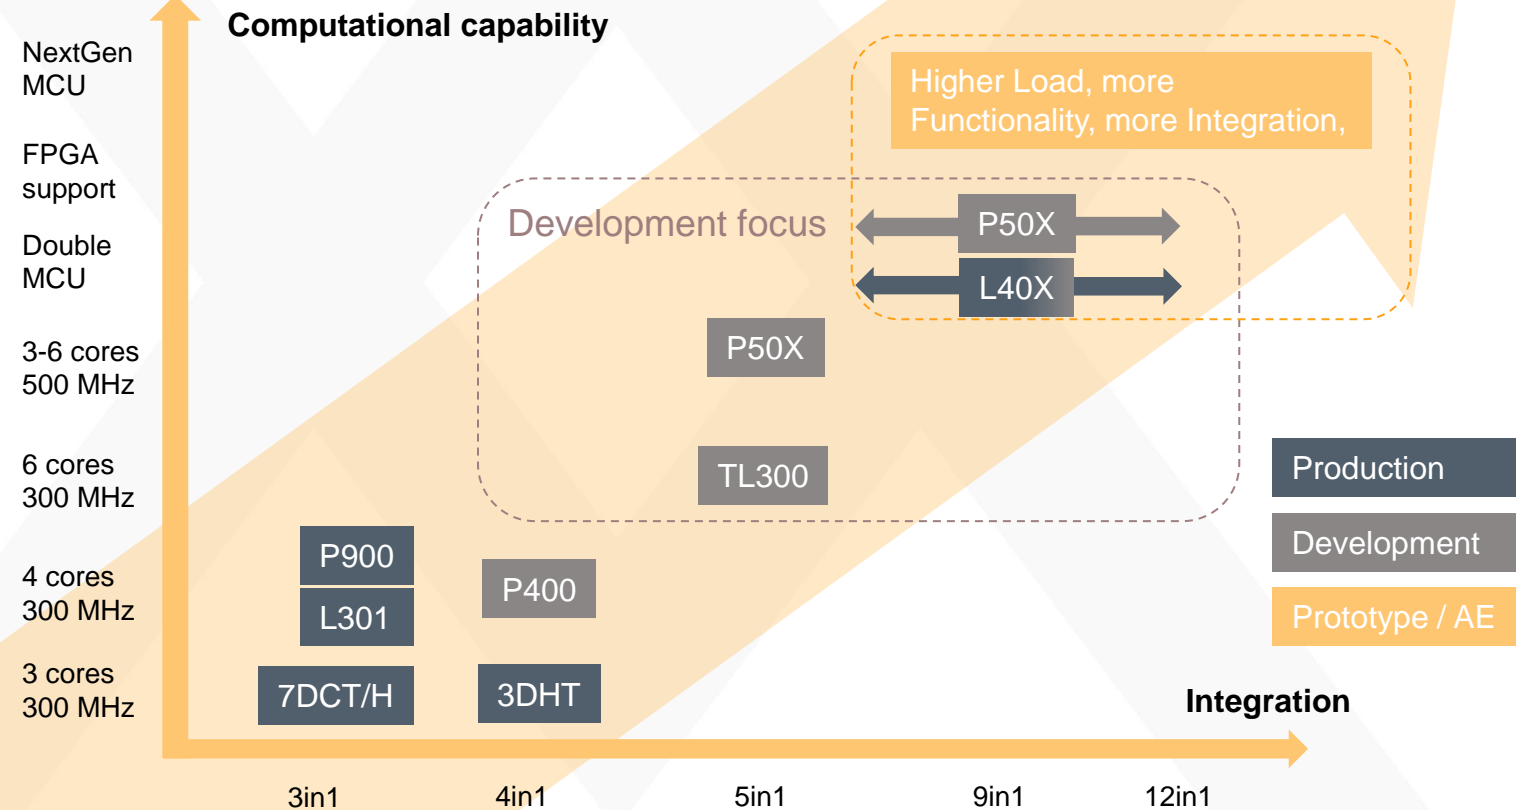 Computational capability
NextGen
MCU
Higher Load, more
Functionality, more Integration,
FPGA
support
Development focus
P50X
Double
MCU
L40X
3-6 cores
500 MHz
P50X
6 cores
300 MHz
TL300
Production
Development
Prototype / AE
P900
4 cores
300 MHz
L301
P400
3 cores
300 MHz
7DCT/H
3DHT
Integration
3in1
4in1
5in1
9in1
12in1